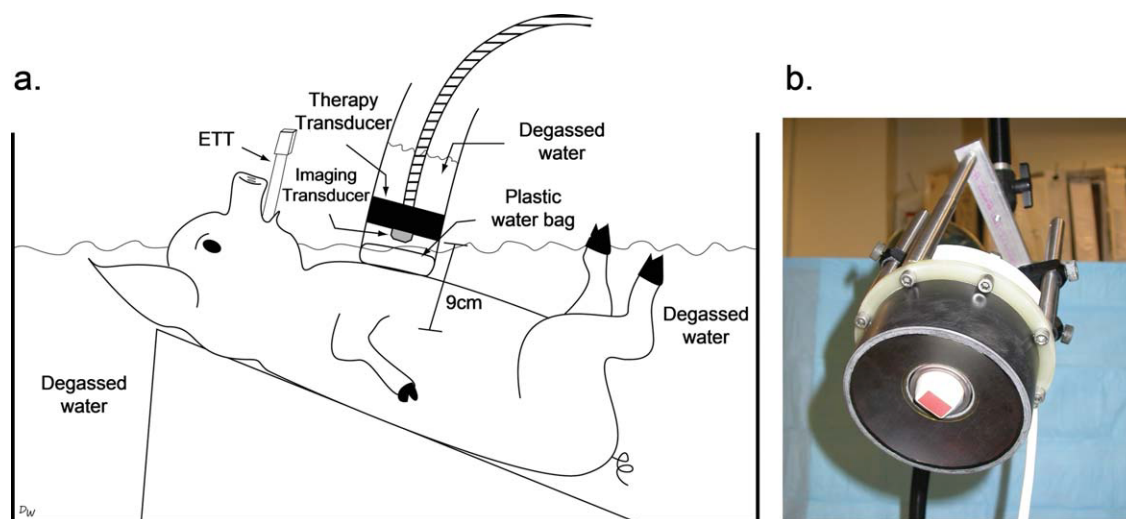 a.
b.
Therapy
Transducer
ETT
Imaging
Transducer
Degassed
water
Plastic
water bag
9cm
Degassed
water
Degassed
water
DW